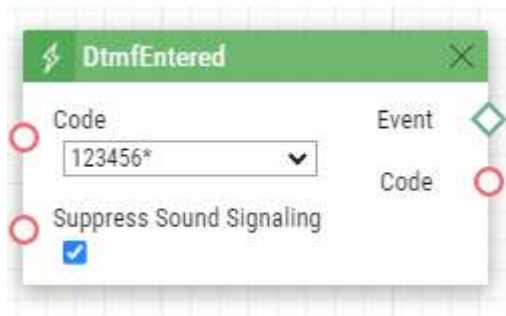 DtmfEntered
Code
Event
123456*
Code
Suppress Sound Signaling